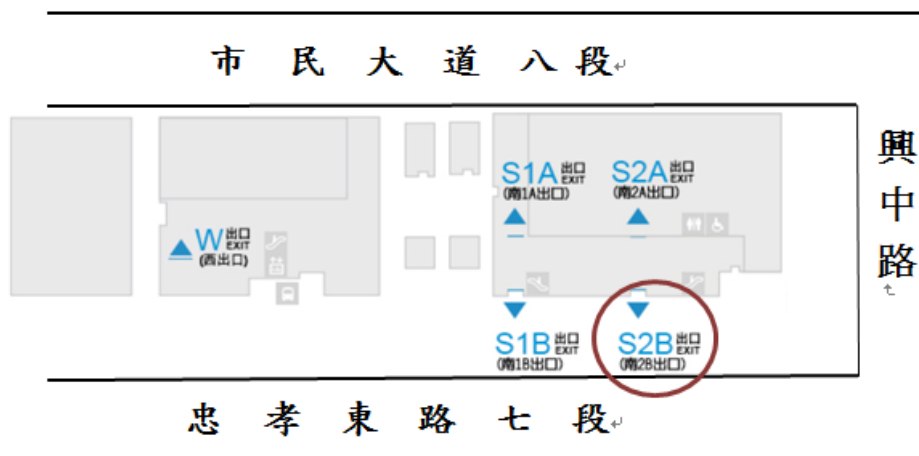 市民大道八段
S1A 出口 EXIT
(南1A出口)
S2A 出口 EXIT
(南2A出口)
興中路
W 出口 EXIT
(西出口)
S1B 出口 EXIT
(南1B出口)
S2B 出口 EXIT
(南2B出口)
忠孝東路七段